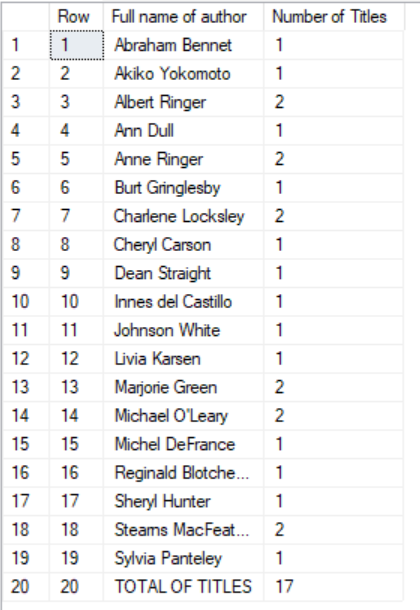 Row Full name of author Number of Titles
1 1 Abraham Bennet 1
2 2 Akiko Yokomoto 1
3 3 Albert Ringer 2
4 4 Ann Dull 1
5 5 Anne Ringer 2
6 6 Burt Gringlesby 1
7 7 Charlene Locksley 2
8 8 Cheryl Carson 1
9 9 Dean Straight 1
10 10 Innes del Castillo 1
11 11 Johnson White 1
12 12 Livia Karsen 1
13 13 Marjorie Green 2
14 14 Michael O'Leary 2
15 15 Michel DeFrance 1
16 16 Reginald Blotche... 1
17 17 Sheryl Hunter 1
18 18 Stearns MacFeat... 2
19 19 Sylvia Panteley 1
20 20 TOTAL OF TITLES 17